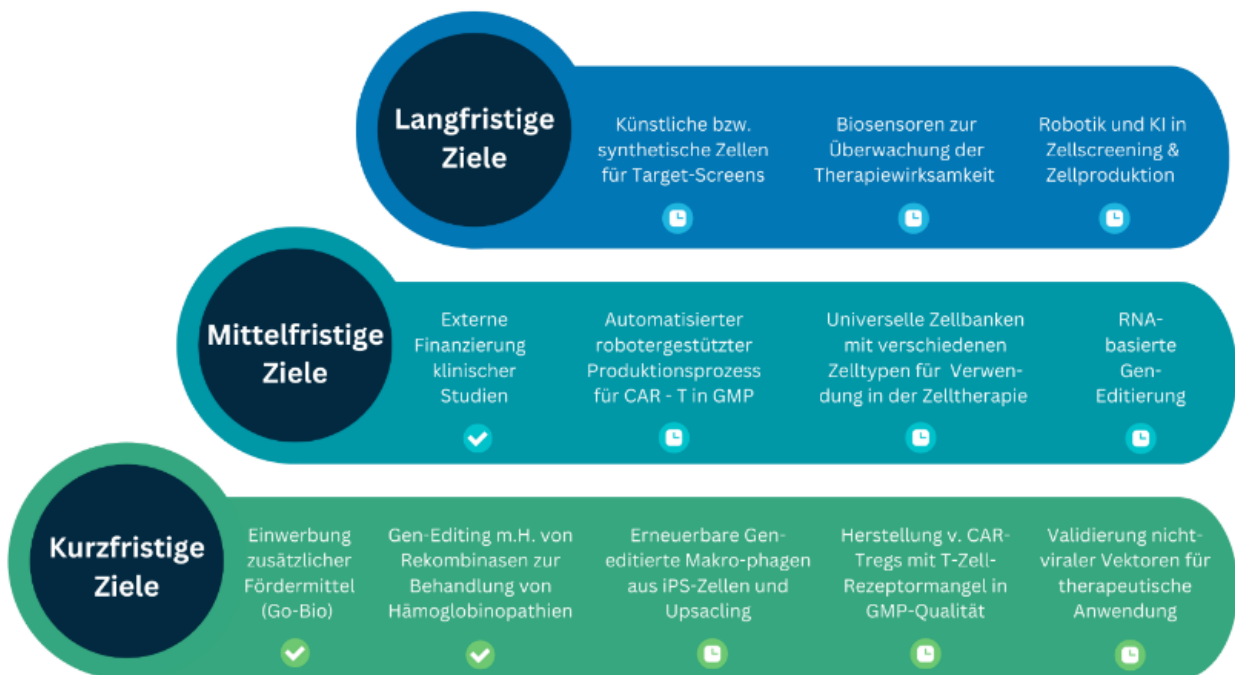 Langfristige
Ziele
Künstliche bzw.
synthetische Zellen
für Target-Screens
Biosensoren zur
Überwachung der
Therapiewirksamkeit
Robotik und KI in
Zellscreening &
Zellproduktion
Mittelfristige
Ziele
Externe
Finanzierung
klinischer
Studien
Automatisierter
robotergestützter
Produktionsprozess
für CAR - T in GMP
Universelle Zellbanken
mit verschiedenen
Zelltypen für Verwen-
dung in der Zelltherapie
RNA-
basierte
Gen-
Editierung
Kurzfristige
Ziele
Einwerbung
zusätzlicher
Fördermittel
(Go-Bio)
Gen-Editing m.H. von
Rekombinasen zur
Behandlung von
Hämoglobinopathien
Erneuerbare Gen-
editierte Makro-phagen
aus iPS-Zellen und
Upsacling
Herstellung v. CAR-
Tregs mit T-Zell-
Rezeptormangel in
GMP-Qualität
Validierung nicht-
viraler Vektoren für
therapeutische
Anwendung